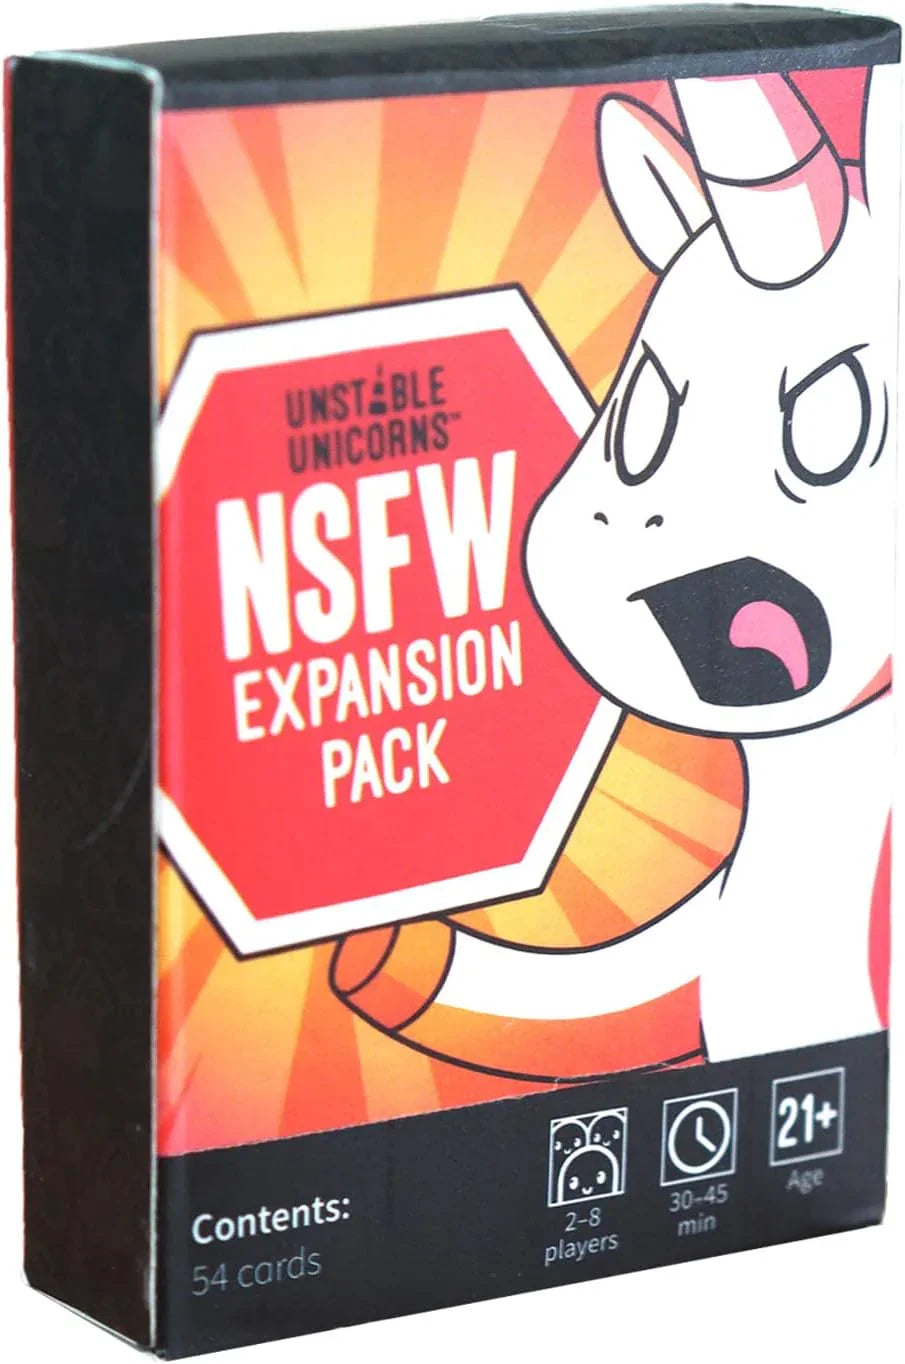 UNSTABLE
UNICORNS™
NSFW
EXPANSION
PACK
Contents:
54 cards
2–8
players
30–45
min
21+
Age